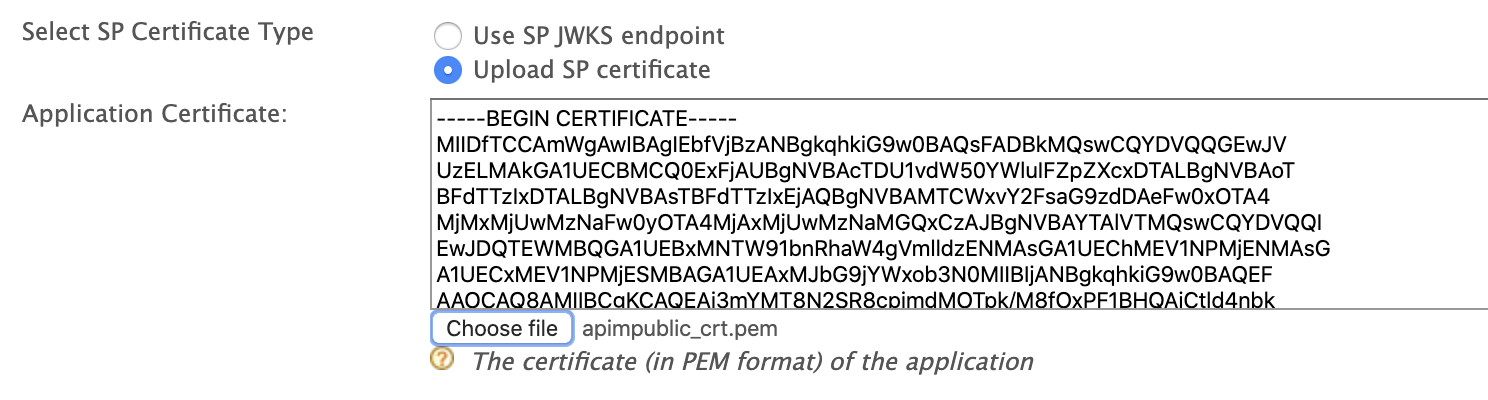 Select SP Certificate Type
Use SP JWKS endpoint
Upload SP certificate
Application Certificate:
-----BEGIN CERTIFICATE-----
MIIDfTCCAmWgAwIBAgIEbfVjBzANBgkqhkiG9w0BAQsFADBkMQswCQYDVQQGEwJV
UzELMAkGA1UECBMCQ0ExFjAUBgNVBAcTDU1vdW50YWluIFZpZXcxDTALBgNVBAoT
BFdTTzIxDTALBgNVBAsTBFdTTzIxEjAQBgNVBAMTCWxvY2FsaG9zdDAeFw0xOTA4
MjMxMjUwMzNaFw0yOTA4MjAxMjUwMzNaMGQxCzAJBgNVBAYTAlVTMQswCQYDVQQI
EwJDQTEWMBQGA1UEBxMNTW91bnRhaW4gVmlldzENMAsGA1UEChMEV1NPMjENMAsG
A1UECxMEV1NPMjESMBAGA1UEAxMJbG9jYWxob3N0MIIBIjANBgkqhkiG9w0BAQEF
Choose file apimpublic_crt.pem
? The certificate (in PEM format) of the application